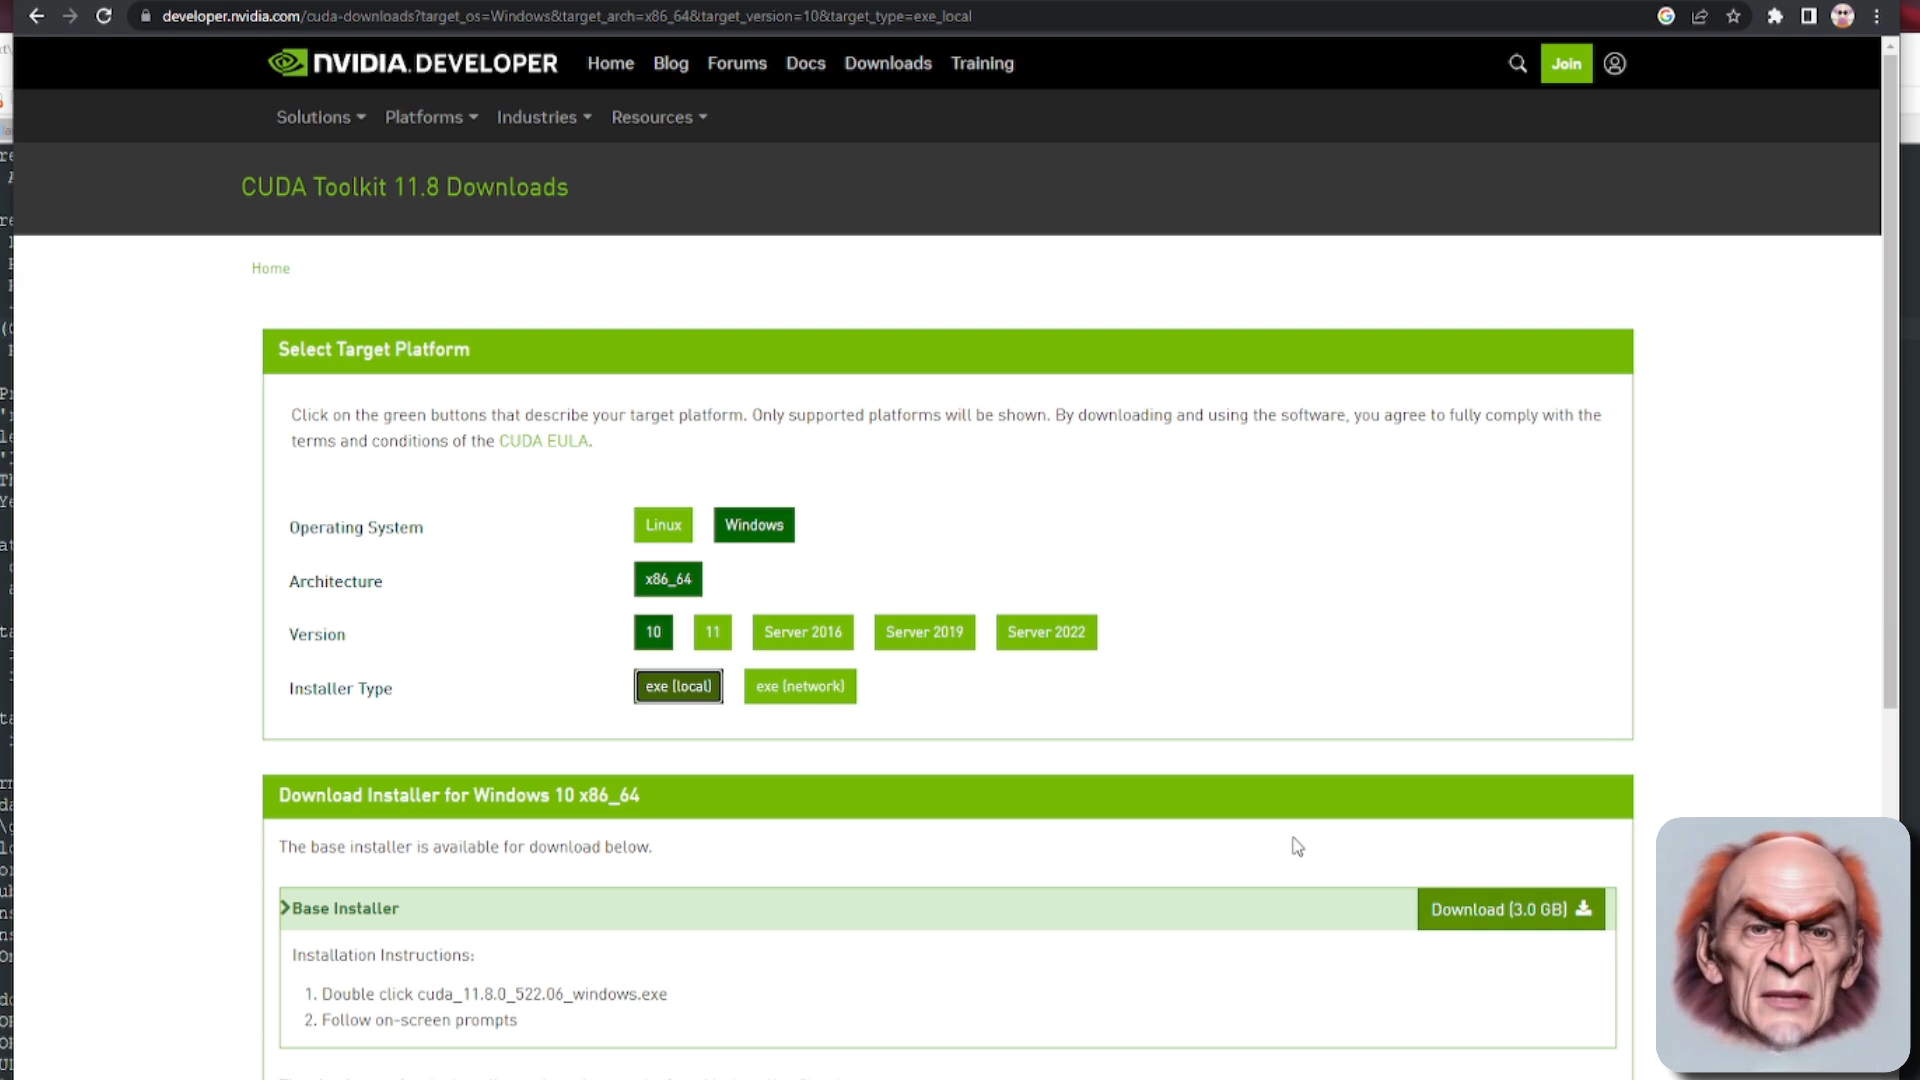 developer.nvidia.com/cuda-downloads?target_os=Windows&target_arch=x86_64&target_version=10&target_type=exe_local
NVIDIA. DEVELOPER Home Blog Forums Docs Downloads Training Join
Solutions Platforms Industries Resources
CUDA Toolkit 11.8 Downloads
Home
Select Target Platform
Click on the green buttons that describe your target platform. Only supported platforms will be shown. By downloading and using the software, you agree to fully comply with the
terms and conditions of the CUDA EULA.
Operating System Linux Windows
Architecture x86_64
Version 10 11 Server 2016 Server 2019 Server 2022
Installer Type exe (local) exe (network)
Download Installer for Windows 10 x86_64
The base installer is available for download below.
Base Installer Download (3.0 GB)
Installation Instructions:
1. Double click cuda_11.8.0_522.06_windows.exe
2. Follow on-screen prompts